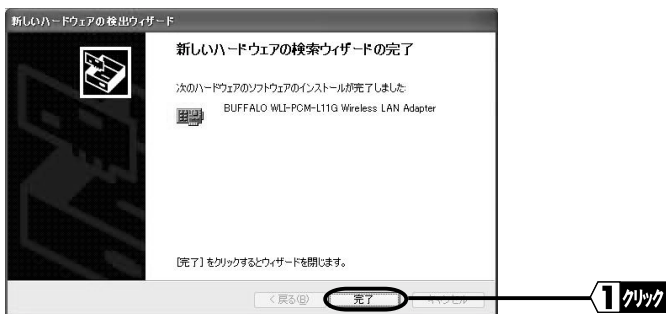 新しいハードウェアの検出ウィザード
新しいハードウェアの検索ウィザードの完了
次のハードウェアのソフトウェアのインストールが完了しました:
BUFFALO WLI-PCM-L11G Wireless LAN Adapter
[完了] をクリックするとウィザードを閉じます。
< 戻る(B) 完了 キャンセル
1 クリック